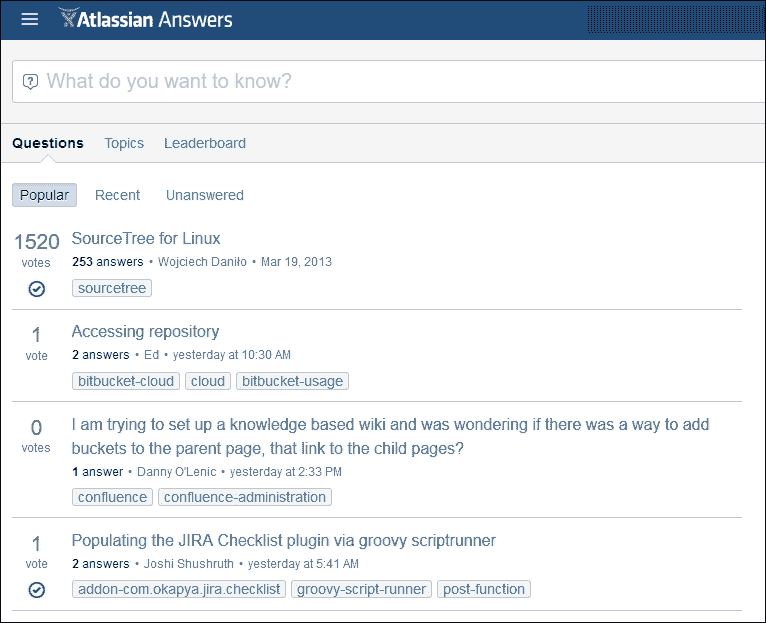 Atlassian Answers
What do you want to know?
Questions Topics Leaderboard
Popular Recent Unanswered
1520 SourceTree for Linux
votes 253 answers • Wojciech Daniło • Mar 19, 2013
sourcetree
1 Accessing repository
vote 2 answers • Ed • yesterday at 10:30 AM
bitbucket-cloud cloud bitbucket-usage
0 I am trying to set up a knowledge based wiki and was wondering if there was a way to add
votes buckets to the parent page, that link to the child pages?
1 answer • Danny O'Lenic • yesterday at 2:33 PM
confluence confluence-administration
1 Populating the JIRA Checklist plugin via groovy scriptrunner
vote 2 answers • Joshi Shushruth • yesterday at 5:41 AM
addon-com.okapya.jira.checklist groovy-script-runner post-function